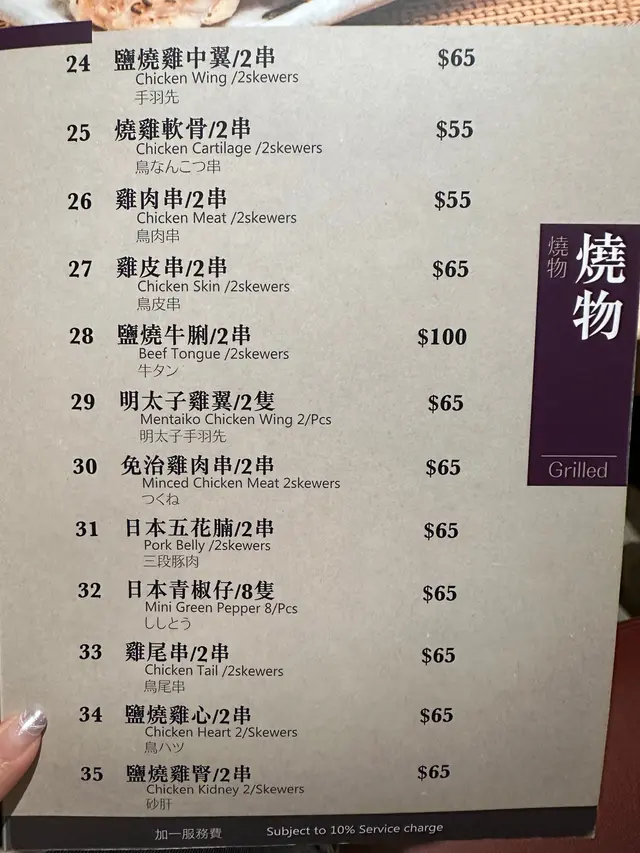 24 鹽燒雞中翼/2串 $65
Chicken Wing /2skewers
手羽先
25 燒雞軟骨/2串 $55
Chicken Cartilage /2skewers
鳥なんこつ串
26 雞肉串/2串 $55
Chicken Meat /2skewers
鳥肉串
27 雞皮串/2串 $65
Chicken Skin /2skewers
鳥皮串
28 鹽燒牛脷/2串 $100
Beef Tongue /2skewers
牛タン
29 明太子雞翼/2隻 $65
Mentaiko Chicken Wing 2/Pcs
明太子手羽先
30 免治雞肉串/2串 $65
Minced Chicken Meat 2skewers
つくね
31 日本五花腩/2串 $65
Pork Belly /2skewers
三段豚肉
32 日本青椒仔/8隻 $65
Mini Green Pepper 8/Pcs
ししとう
33 雞尾串/2串 $65
Chicken Tail /2skewers
鳥尾串
34 鹽燒雞心/2串 $65
Chicken Heart 2/Skewers
鳥ハツ
35 鹽燒雞腎/2串 $65
Chicken Kidney 2/Skewers
砂肝
燒物
燒物
Grilled
加一服務費 Subject to 10% Service charge